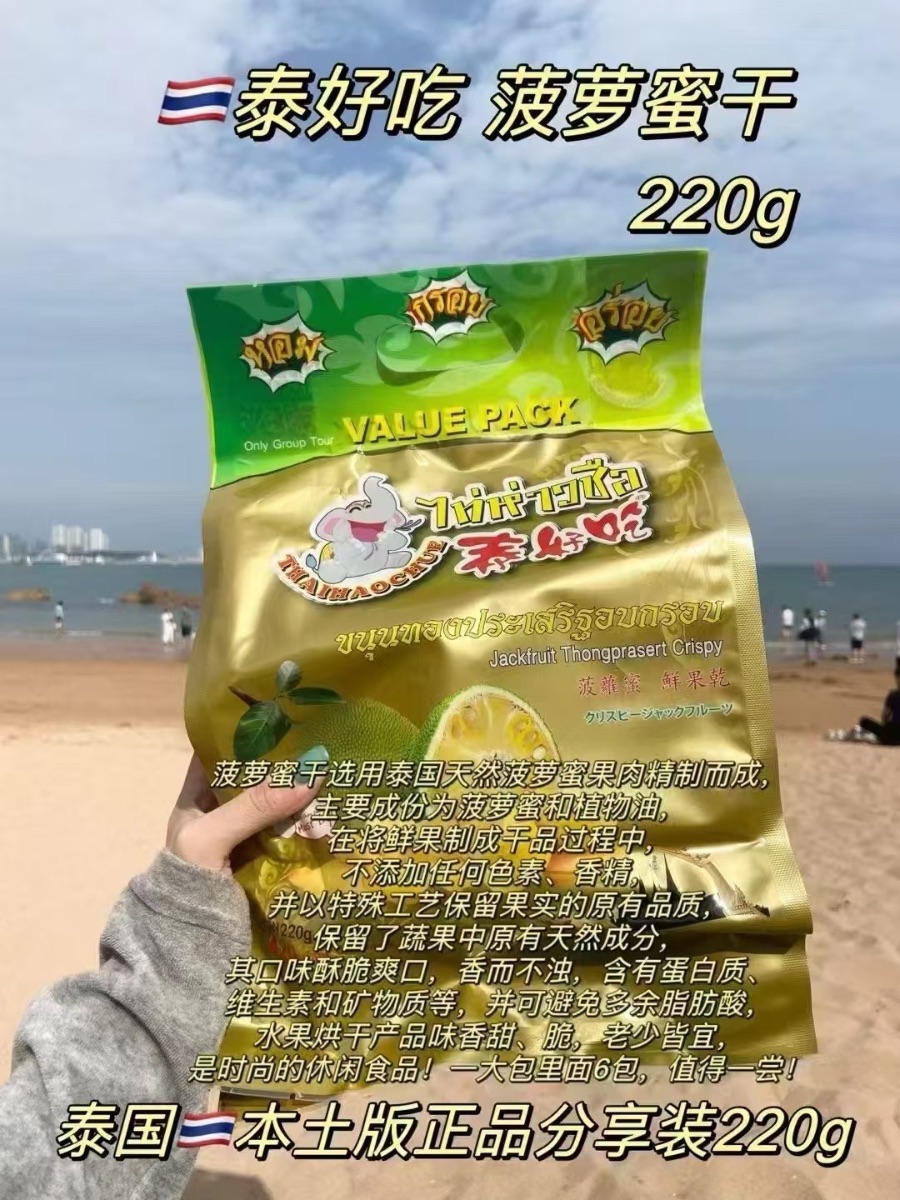 🇹🇭泰好吃 菠萝蜜干
220g
หอม
กรอบ
อร่อย
Only Group Tour
VALUE PACK
ไท่ห่าวชือ
THAIHAOCHUE
ขนุนทองประเสริฐอบกรอบ
Jackfruit Thongprasert Crispy
菠蘿蜜 鮮果乾
クリスピージャックフルーツ
菠萝蜜干选用泰国天然菠萝蜜果肉精制而成，
主要成份为菠萝蜜和植物油，
在将鲜果制成干品过程中，
不添加任何色素、香精，
并以特殊工艺保留果实的原有品质，
220g
保留了蔬果中原有天然成分，
其口味酥脆爽口，香而不浊，含有蛋白质、
维生素和矿物质等，并可避免多余脂肪酸，
水果烘干产品味香甜、脆，老少皆宜，
是时尚的休闲食品！一大包里面6包，值得一尝！
泰国🇹🇭本土版正品分享装220g